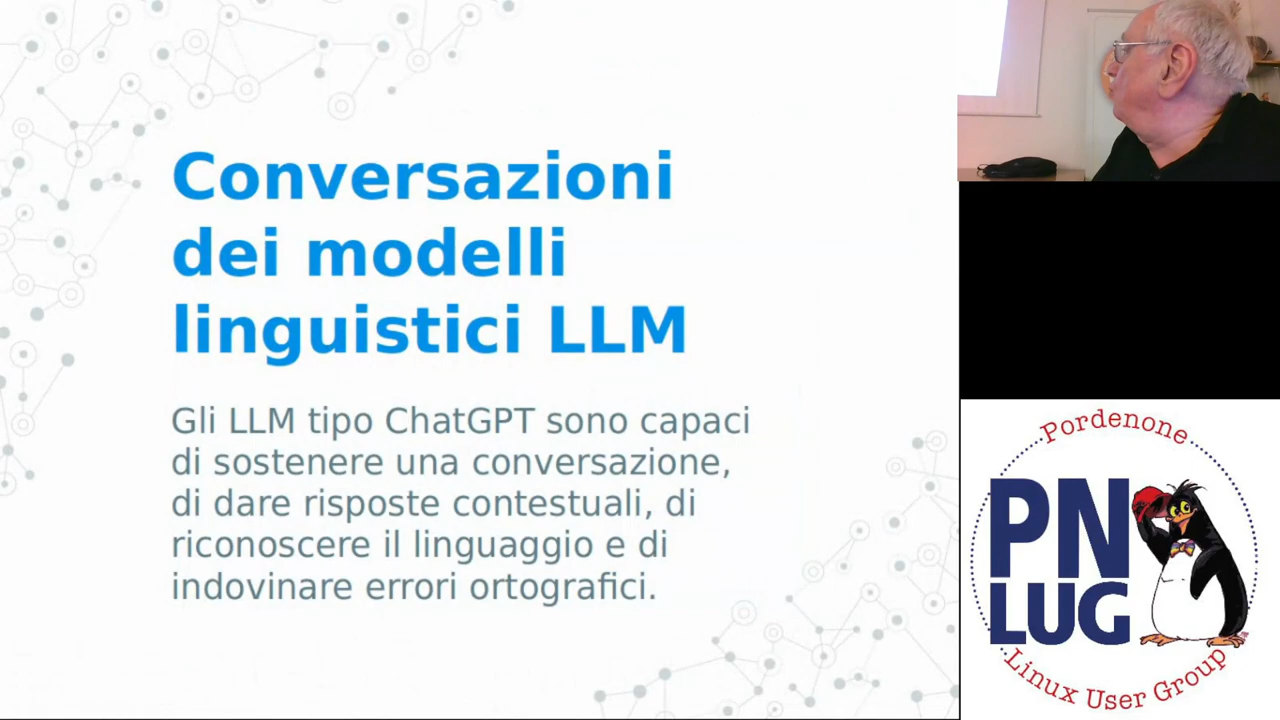 Conversazioni
dei modelli
linguistici LLM
Gli LLM tipo ChatGPT sono capaci
di sostenere una conversazione,
di dare risposte contestuali, di
riconoscere il linguaggio e di
indovinare errori ortografici.
Pordenone
PN
LUG
Linux User Group